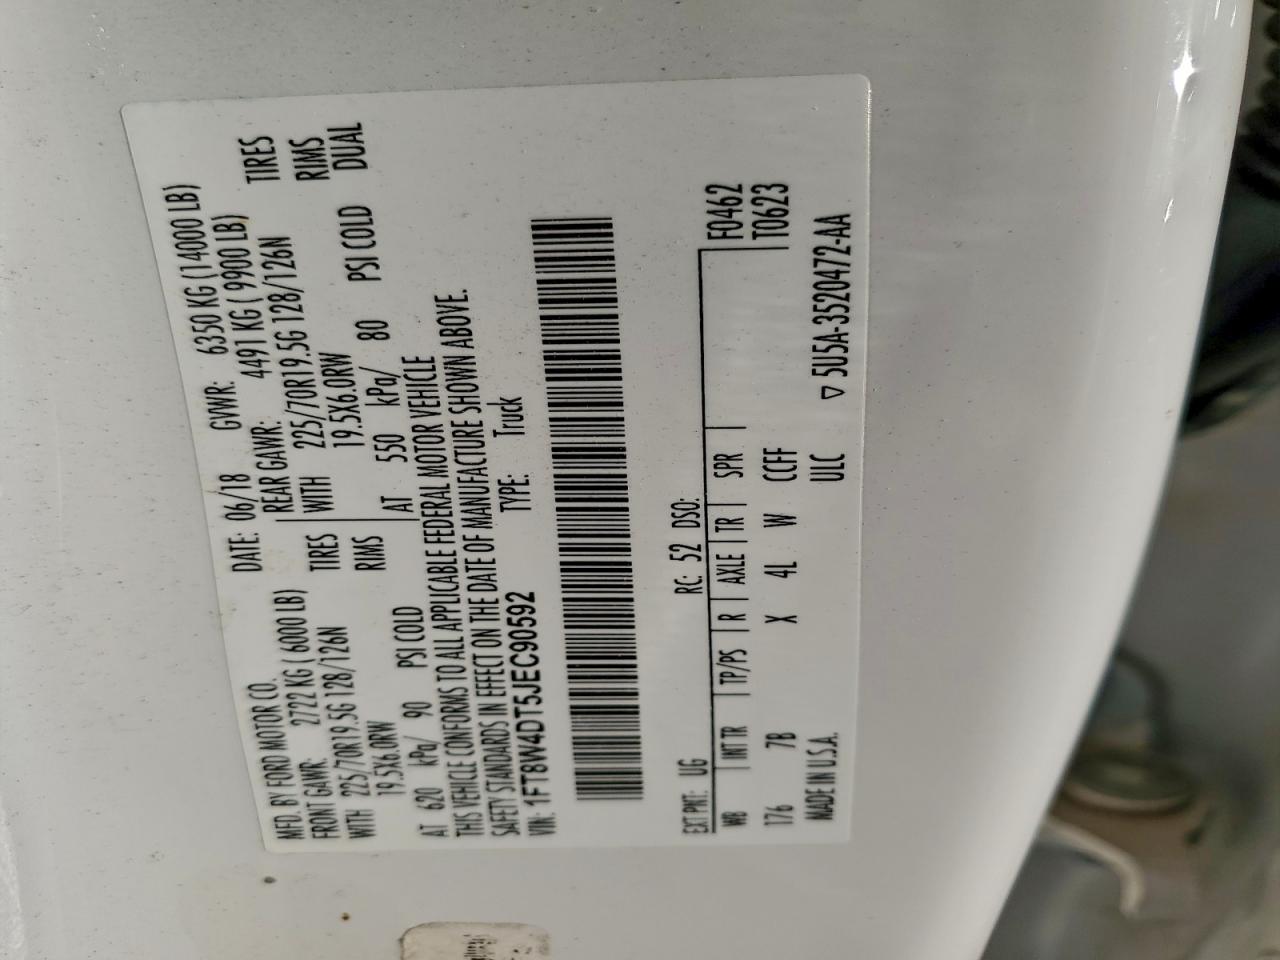 MFD. BY FORD MOTOR CO. DATE: 06/18 GVWR: 6350 KG (14000 LB)
FRONT GAWR: 2722 KG (6000 LB) REAR GAWR: 4491 KG (9900 LB)
WITH 225/70R19.5G 128/126N TIRES WITH 225/70R19.5G 128/126N TIRES
19.5X6.0RW RIMS 19.5X6.0RW RIMS
AT 620 kPa/ 90 PSI COLD AT 550 kPa/ 80 PSI COLD DUAL
THIS VEHICLE CONFORMS TO ALL APPLICABLE FEDERAL MOTOR VEHICLE
SAFETY STANDARDS IN EFFECT ON THE DATE OF MANUFACTURE SHOWN ABOVE.
VIN: 1FT8W4DT5JEC90592 TYPE: Truck
EXT PNT: UG RC: 52 DSO: F0462
WB INT TR TP/PS R AXLE TR SPR T0623
176 7B X 4L W CCFF
MADE IN U.S.A. ULC ▽ 5U5A-3520472-AA